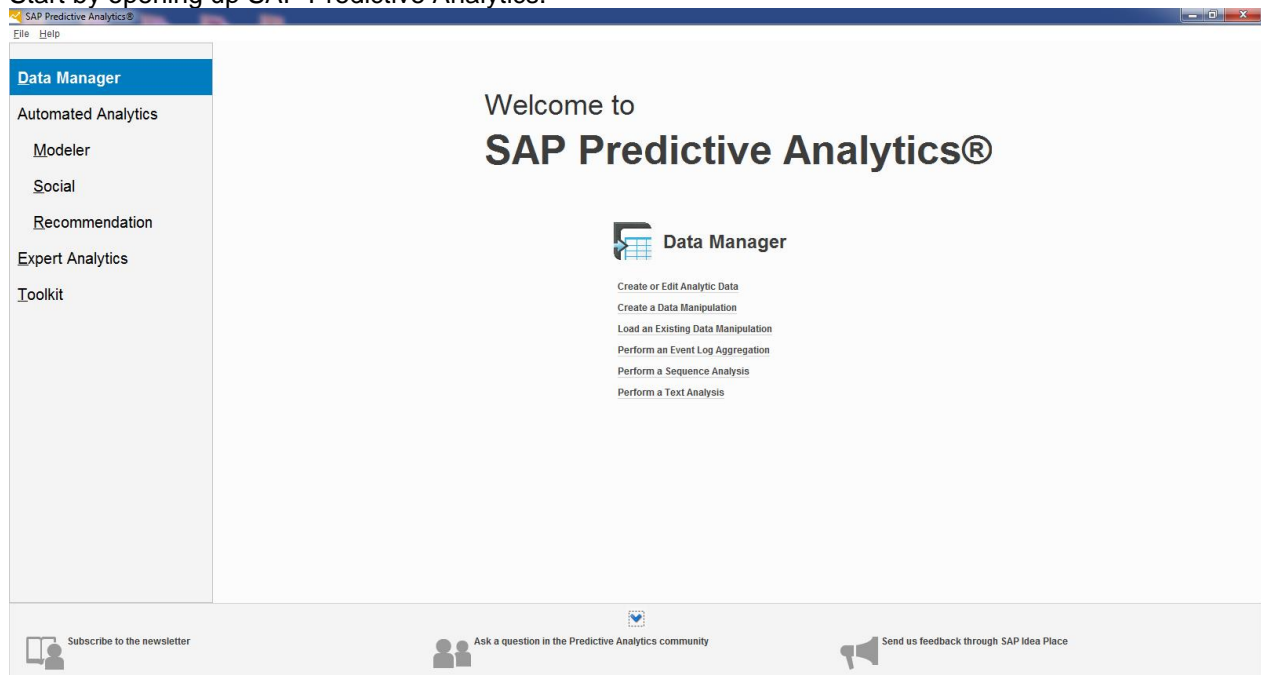 Start by opening up SAP Predictive Analytics.
SAP Predictive Analytics®
File Help
Data Manager
Automated Analytics
Modeler
Social
Recommendation
Expert Analytics
Toolkit
Welcome to
SAP Predictive Analytics®
Data Manager
Create or Edit Analytic Data
Create a Data Manipulation
Load an Existing Data Manipulation
Perform an Event Log Aggregation
Perform a Sequence Analysis
Perform a Text Analysis
Subscribe to the newsletter
Ask a question in the Predictive Analytics community
Send us feedback through SAP Idea Place